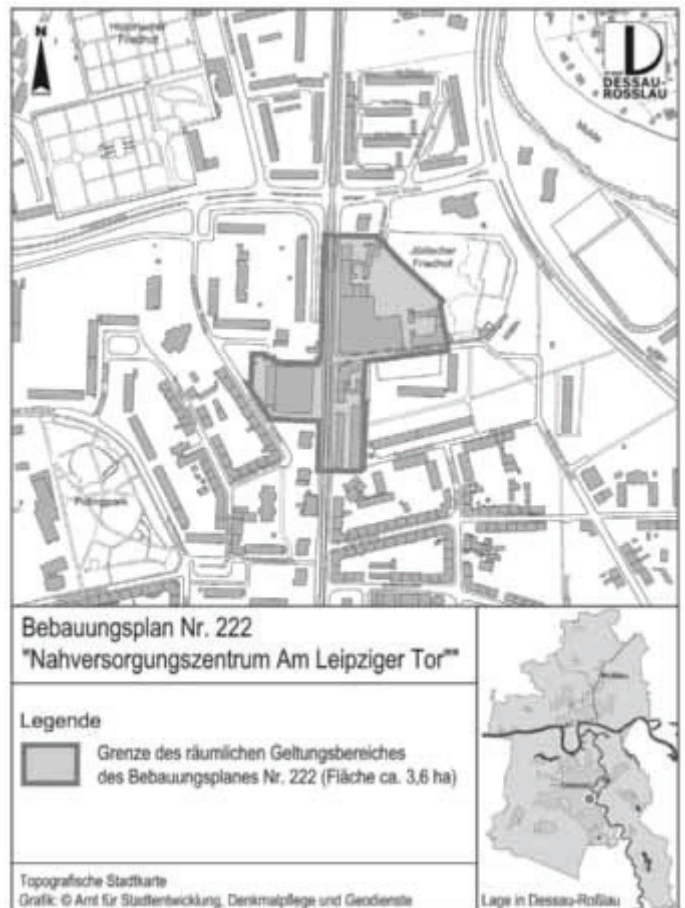 N
Historischer
Friedhof
DESSAU-
ROSSLAU
Mulde
Jüdischer
Friedhof
Bebauungsplan Nr. 222
"Nahversorgungszentrum Am Leipziger Tor""
Legende
Grenze des räumlichen Geltungsbereiches
des Bebauungsplanes Nr. 222 (Fläche ca. 3,6 ha)
Topografische Stadtkarte
Grafik: © Amt für Stadtentwicklung, Denkmalpflege und Geodienste
Lage in Dessau-Roßlau